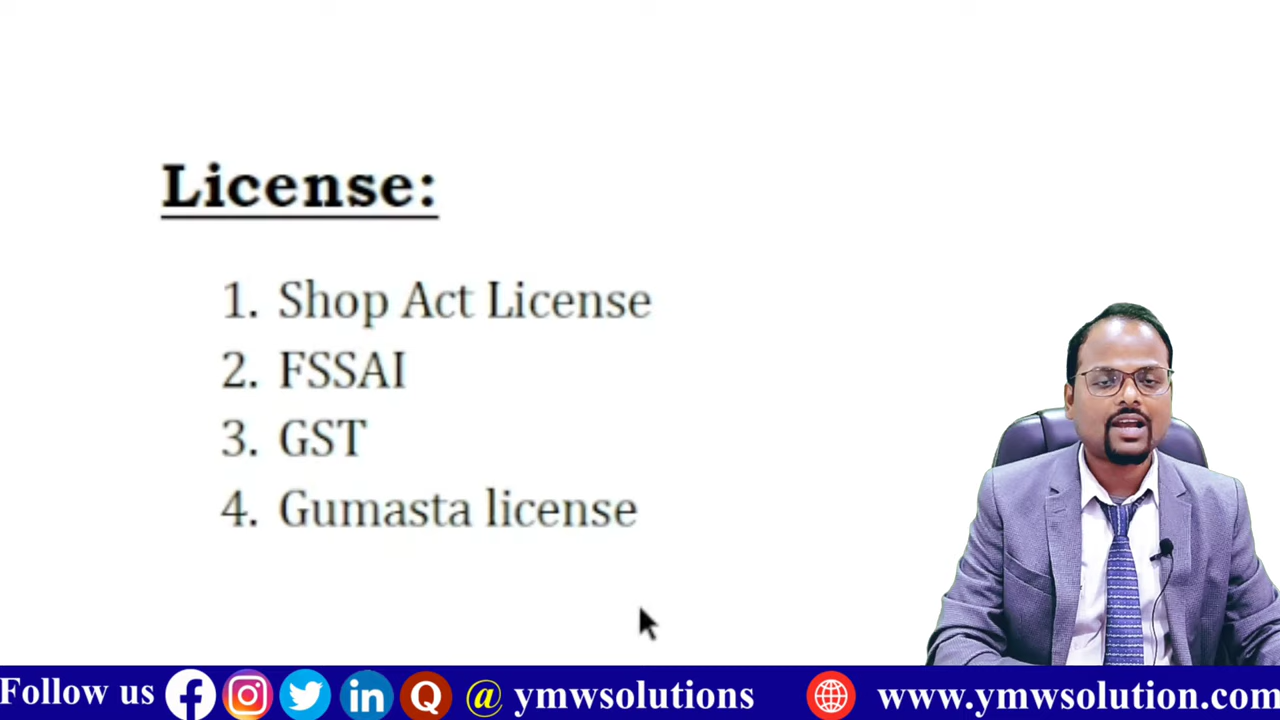 License:
1. Shop Act License
2. FSSAI
3. GST
4. Gumasta license
Follow us @ ymwsolutions www.ymwsolution.com